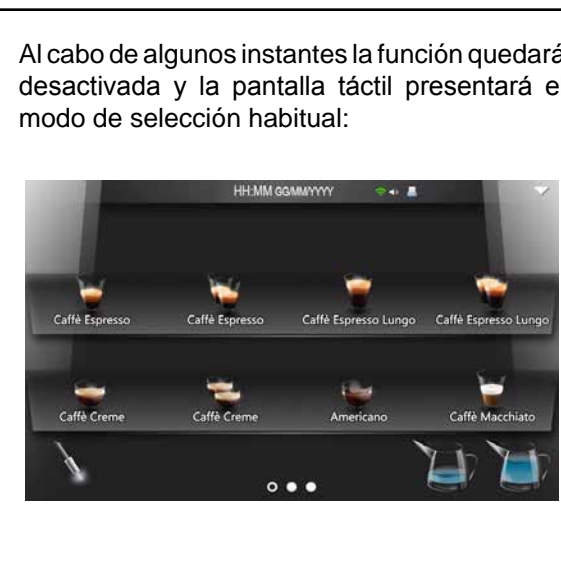 Al cabo de algunos instantes la función quedará
desactivada y la pantalla táctil presentará e
modo de selección habitual:
HH:MM GG/MM/YYYY
Caffè Espresso Caffè Espresso Caffè Espresso Lungo Caffè Espresso Lungo
Caffè Creme Caffè Creme Americano Caffè Macchiato